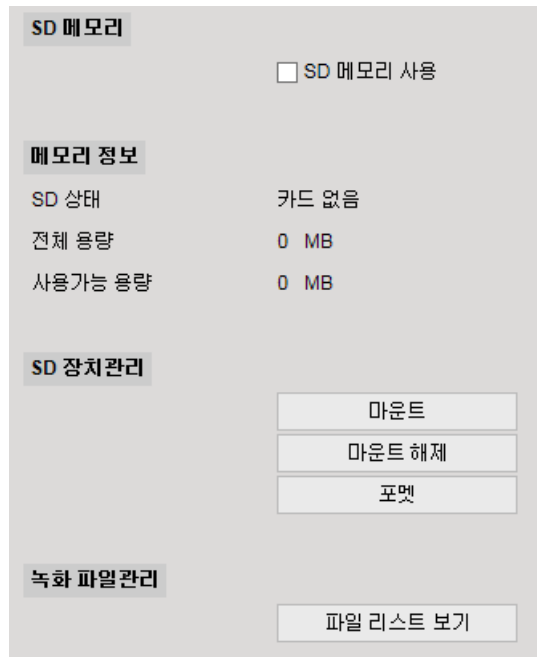 SD 메모리
SD 메모리 사용
메모리 정보
SD 상태 카드 없음
전체 용량 0 MB
사용가능 용량 0 MB
SD 장치관리
마운트
마운트 해제
포멧
녹화 파일관리
파일 리스트 보기